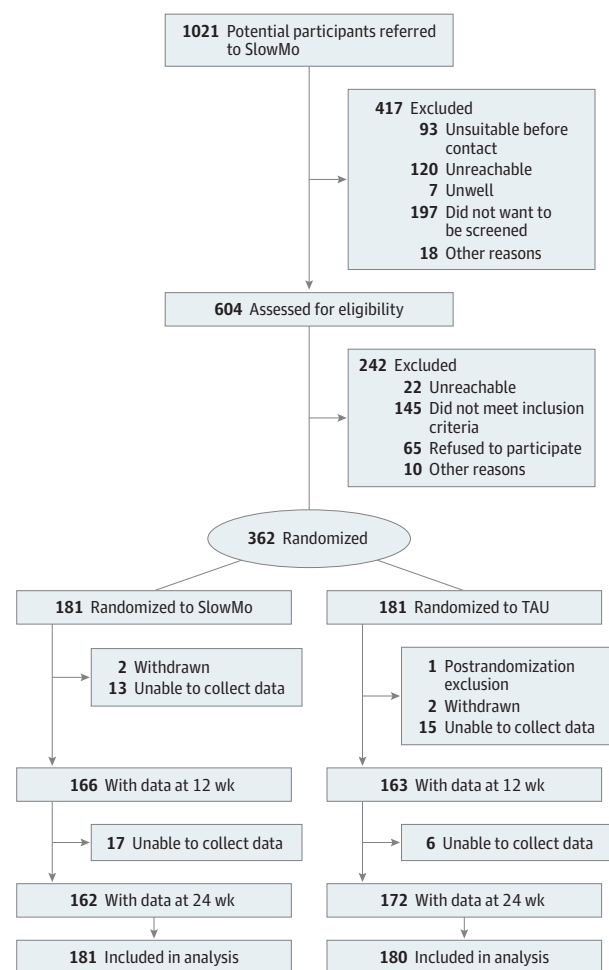 1021 Potential participants referred
to SlowMo
417 Excluded
93 Unsuitable before
contact
120 Unreachable
7 Unwell
197 Did not want to
be screened
18 Other reasons
604 Assessed for eligibility
242 Excluded
22 Unreachable
145 Did not meet inclusion
criteria
65 Refused to participate
10 Other reasons
362 Randomized
181 Randomized to SlowMo
181 Randomized to TAU
2 Withdrawn
13 Unable to collect data
1 Postrandomization
exclusion
2 Withdrawn
15 Unable to collect data
166 With data at 12 wk
163 With data at 12 wk
17 Unable to collect data
6 Unable to collect data
162 With data at 24 wk
172 With data at 24 wk
181 Included in analysis
180 Included in analysis